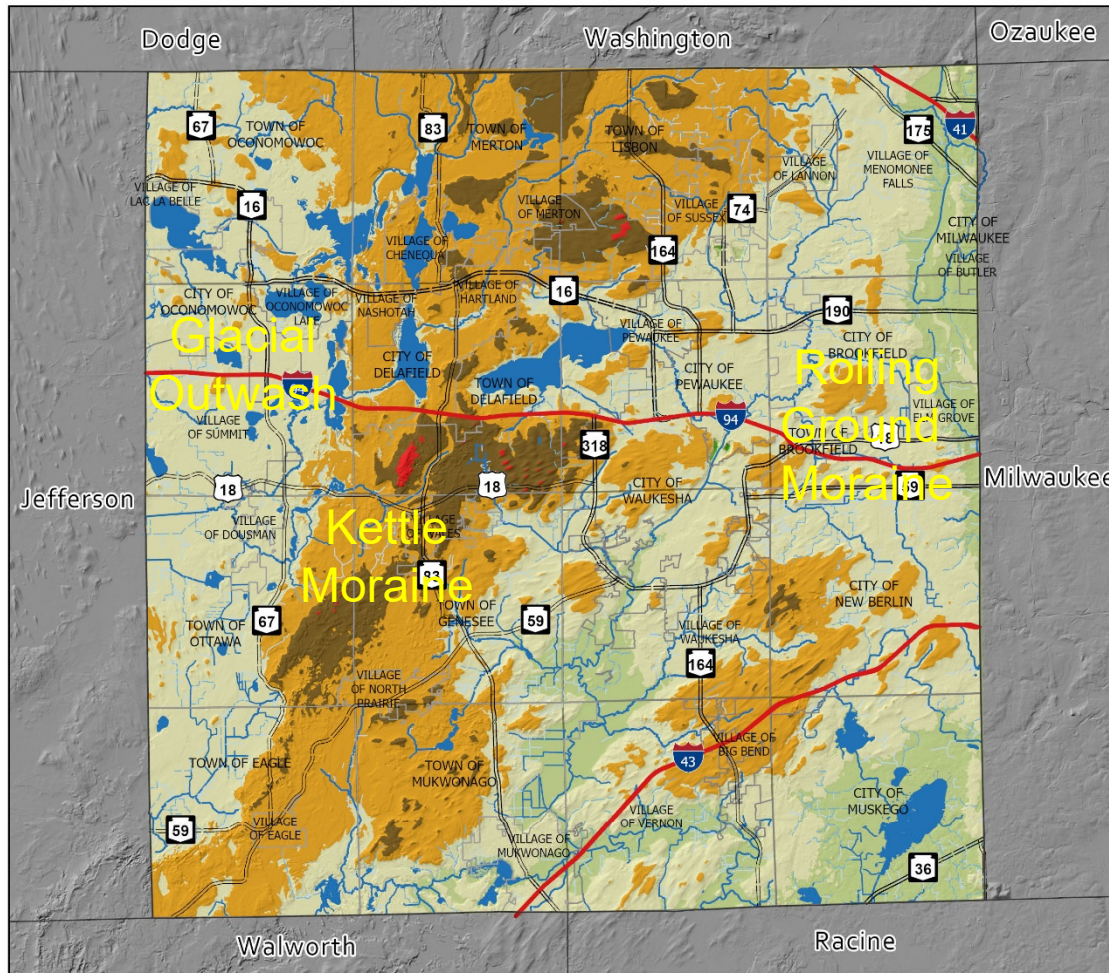 Dodge
Washington
Ozaukee
67
TOWN OF
OCONOMOWOC
83
TOWN OF
MERTON
TOWN OF
LISBON
175
41
VILLAGE
OF LANNON
VILLAGE OF
MENOMONEE
FALLS
VILLAGE OF
LAC LA BELLE
16
VILLAGE
OF MERTON
VILLAGE
OF SUSSEX
74
VILLAGE OF
CHENEQUA
164
CITY OF
MILWAUKEE
VILLAGE
OF BUTLER
CITY OF
OCONOMOWOC
VILLAGE OF
OCONOMOWOC
LAKE
VILLAGE OF
NASHOTAH
VILLAGE OF
HARTLAND
16
VILLAGE OF
PEWAUKEE
190
CITY OF
BROOKFIELD
Glacial
Outwash
CITY OF
DELAFIELD
TOWN OF
DELAFIELD
CITY OF
PEWAUKEE
Rolling
Ground
Moraine
VILLAGE OF
ELM GROVE
VILLAGE
OF SUMMIT
94
TOWN OF
BROOKFIELD
318
Jefferson
18
18
CITY OF
WAUKESHA
Milwaukee
VILLAGE
OF DOUSMAN
Kettle
Moraine
83
TOWN OF
GENESEE
59
CITY OF
NEW BERLIN
TOWN OF
OTTAWA
67
VILLAGE OF
WAUKESHA
164
VILLAGE
OF NORTH
PRAIRIE
TOWN OF EAGLE
TOWN OF
MUKWONAGO
43
VILLAGE OF
BIG BEND
CITY OF
MUSKEGO
59
VILLAGE
OF EAGLE
VILLAGE OF
MUKWONAGO
VILLAGE
OF VERNON
36
Walworth
Racine